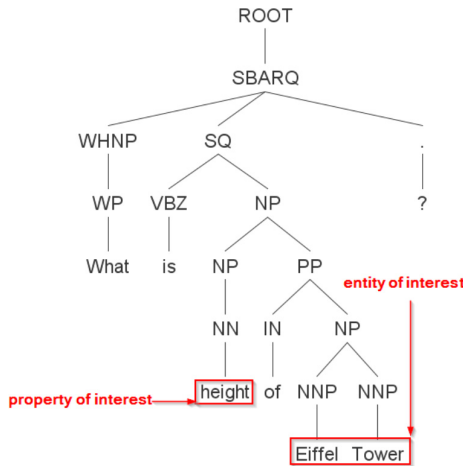 ROOT
SBARQ
WHNP SQ .
WP VBZ NP ?
What is NP PP
entity of interest
NN IN NP
property of interest height of NNP NNP
Eiffel Tower